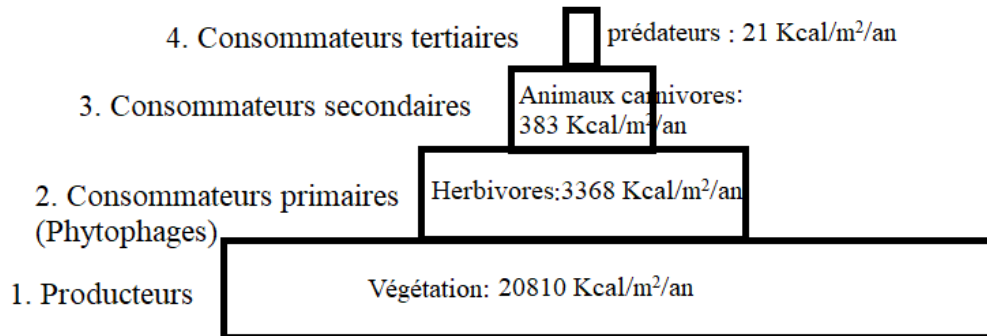 4. Consommateurs tertiaires
prédateurs : 21 Kcal/m²/an
3. Consommateurs secondaires
Animaux carnivores:
383 Kcal/m²/an
2. Consommateurs primaires
(Phytophages)
Herbivores:3368 Kcal/m²/an
1. Producteurs
Végétation: 20810 Kcal/m²/an